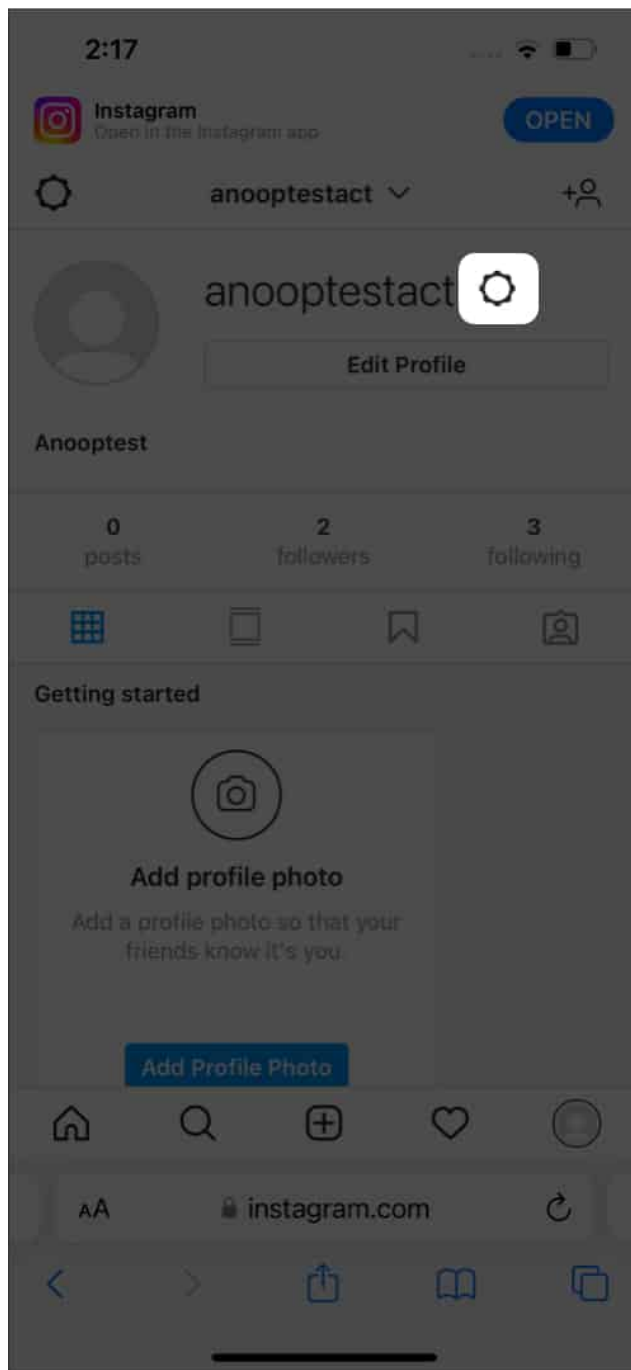 2:17
Instagram
Open in the Instagram app
OPEN
anooptestact
anooptestact
Edit Profile
Anooptest
0 2 3
posts followers following
Getting started
Add profile photo
Add a profile photo so that your
friends know it's you.
Add Profile Photo
AA instagram.com